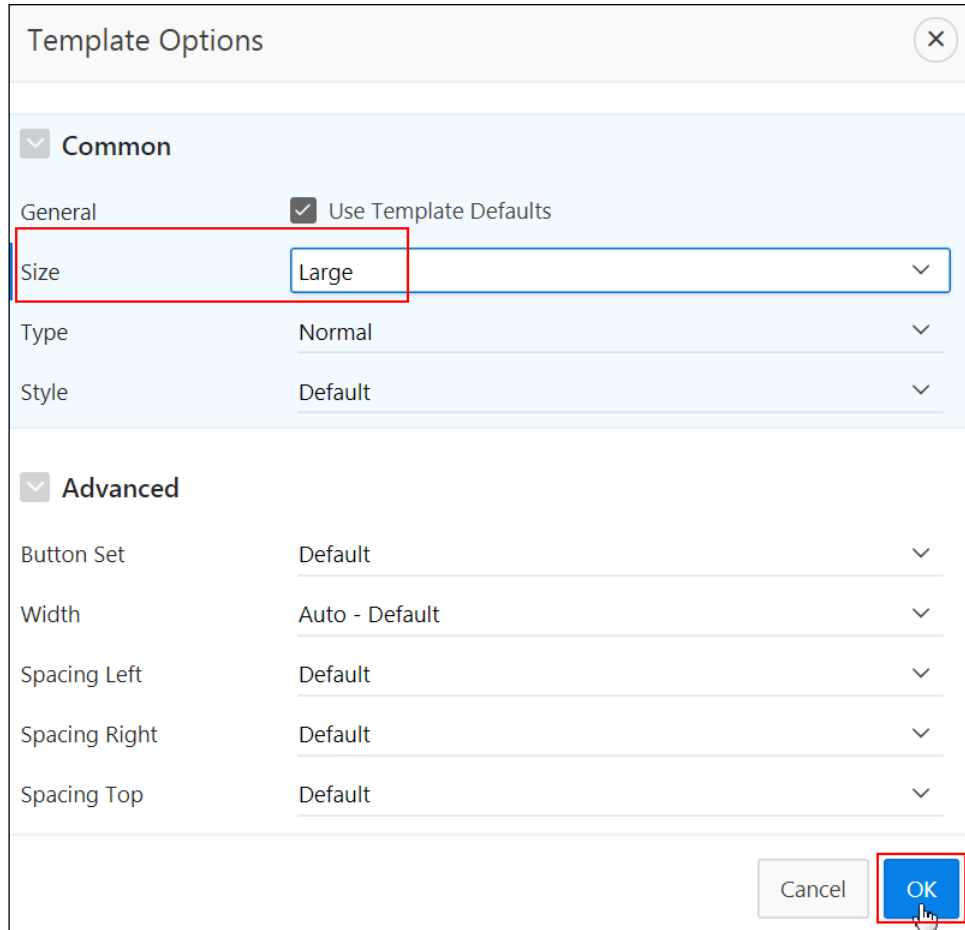 Template Options
Common
General Use Template Defaults
Size Large
Type Normal
Style Default
Advanced
Button Set Default
Width Auto - Default
Spacing Left Default
Spacing Right Default
Spacing Top Default
Cancel OK